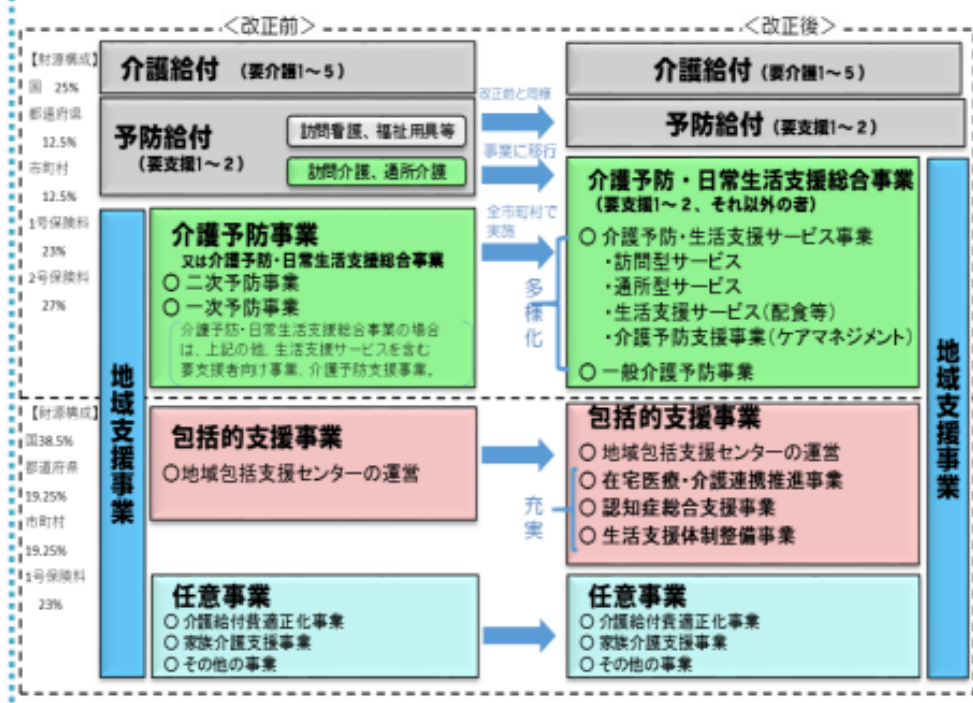 <改正前>
<改正後>
【財源構成】
国 25%
都道府県
12.5%
市町村
12.5%
1号保険料
23%
2号保険料
27%
介護給付 (要介護1~5)
予防給付
(要支援1~2)
訪問看護、福祉用具等
訪問介護、通所介護
改正前と同様
事業に移行
全市町村で
実施
介護給付 (要介護1~5)
予防給付 (要支援1~2)
介護予防事業
又は介護予防・日常生活支援総合事業
○ 二次予防事業
○ 一次予防事業
介護予防・日常生活支援総合事業の場合
は、上記の他、生活支援サービスを含む
要支援者向け事業、介護予防支援事業。
多様化
介護予防・日常生活支援総合事業
(要支援1~2、それ以外の者)
○ 介護予防・生活支援サービス事業
・訪問型サービス
・通所型サービス
・生活支援サービス(配食等)
・介護予防支援事業(ケアマネジメント)
○ 一般介護予防事業
地域支援事業
地域支援事業
【財源構成】
国38.5%
都道府県
19.25%
市町村
19.25%
1号保険料
23%
包括的支援事業
○地域包括支援センターの運営
充実
包括的支援事業
○ 地域包括支援センターの運営
○ 在宅医療・介護連携推進事業
○ 認知症総合支援事業
○ 生活支援体制整備事業
任意事業
○ 介護給付費適正化事業
○ 家族介護支援事業
○ その他の事業
任意事業
○ 介護給付費適正化事業
○ 家族介護支援事業
○ その他の事業